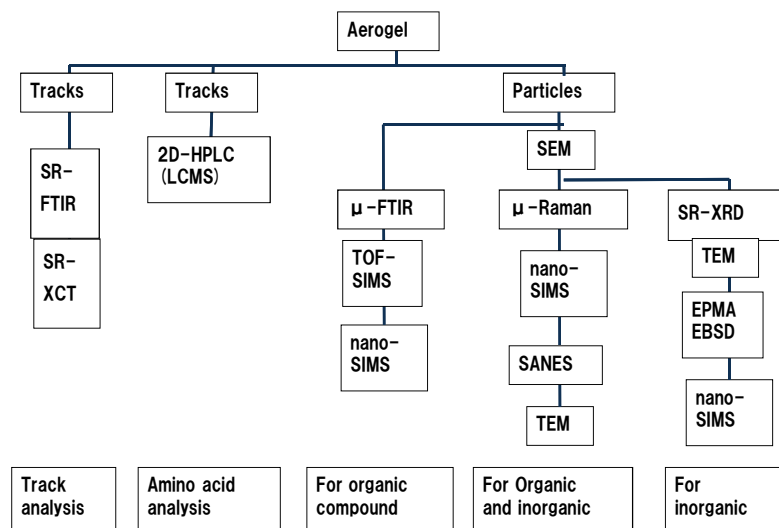 Aerogel
Tracks
Tracks
Particles
SR-
FTIR
SR-
XCT
2D-HPLC
(LCMS)
SEM
μ-FTIR
TOF-
SIMS
nano-
SIMS
μ-Raman
nano-
SIMS
SANES
TEM
SR-XRD
TEM
EPMA
EBSD
nano-
SIMS
Track
analysis
Amino acid
analysis
For organic
compound
For Organic
and inorganic
For
inorganic